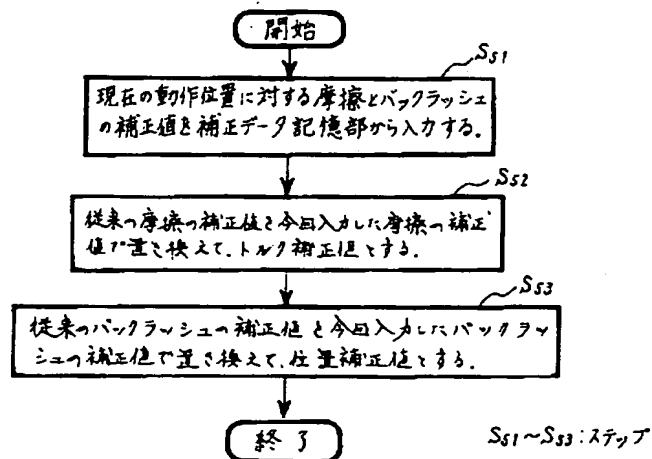 開始
S51
現在の動作位置に対する摩擦とバックラッシュ
の補正値を補正データ記憶部から入力する。
S52
従来の摩擦の補正値を今回入力した摩擦の補正
値で置き換えて、トルク補正値とする。
S53
従来のバックラッシュの補正値を今回入力したバックラッ
シュの補正値で置き換えて、位置補正値とする。
終了
S51～S53:ステップ